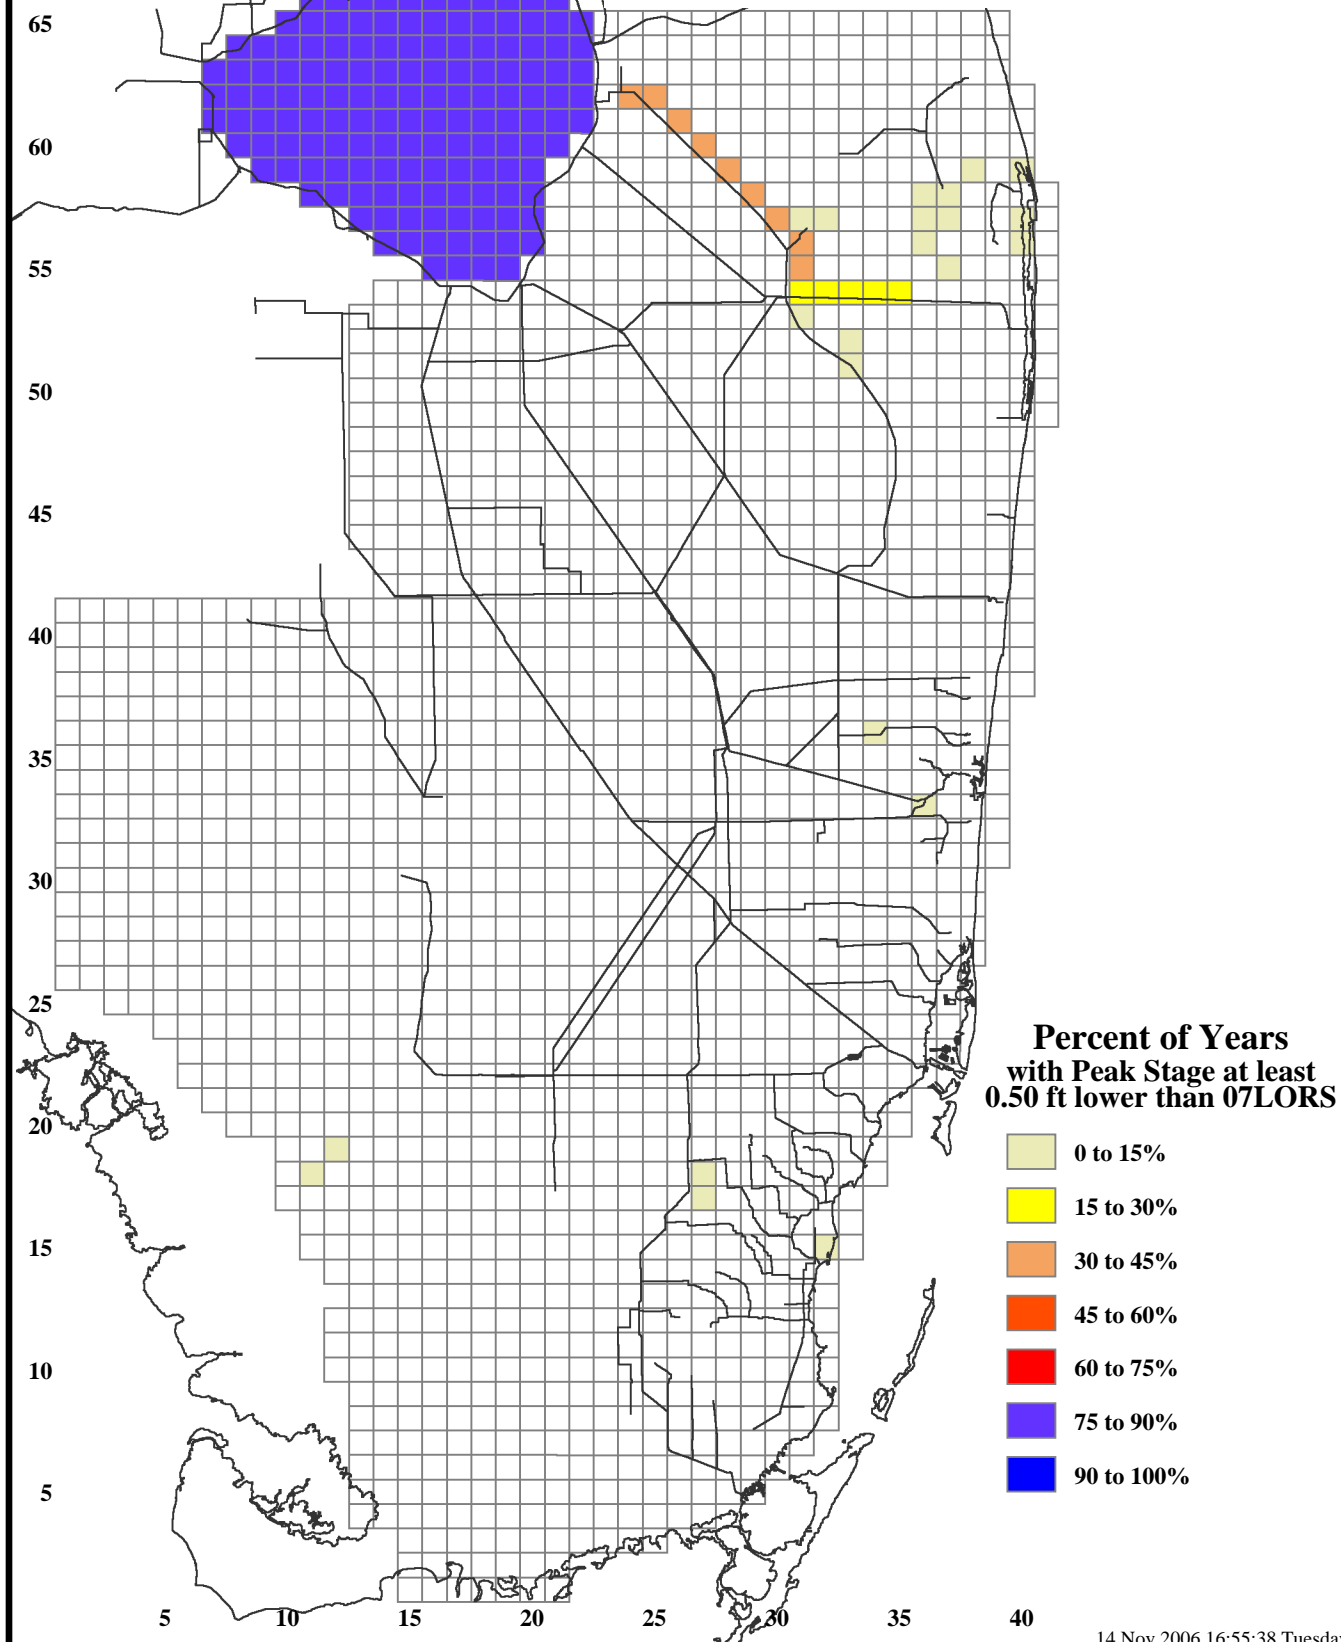 65
60
55
50
45
40
35
30
25
20
15
10
5
Percent of Years
with Peak Stage at least
0.50 ft lower than 07LORS
0 to 15%
15 to 30%
30 to 45%
45 to 60%
60 to 75%
75 to 90%
90 to 100%
5 10 15 20 25 30 35 40
14 Nov 2006 16:55:38 Tuesday